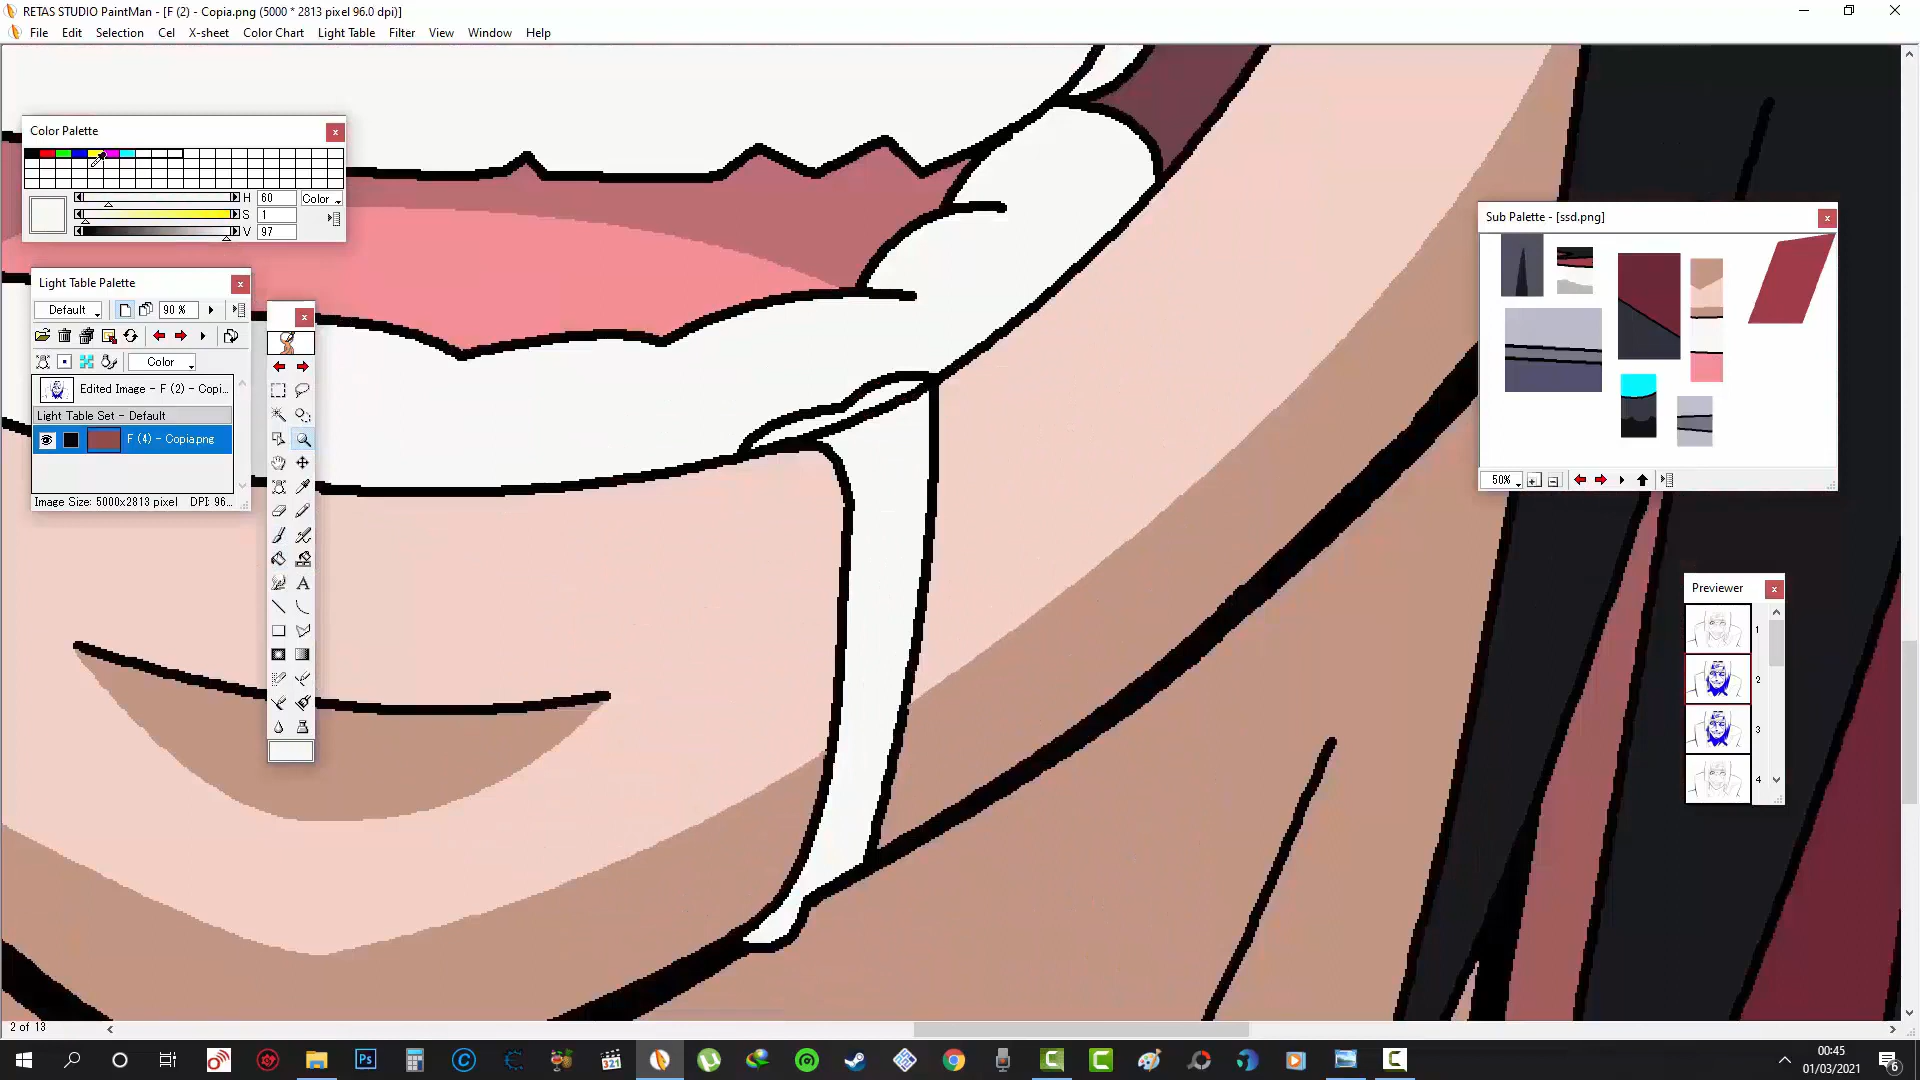 RETAS STUDIO PaintMan - [F (2) - Copia.png (5000 * 2813 pixel 96.0 dpi)]
File Edit Selection Cel X-sheet Color Chart Light Table Filter View Window Help
Color Palette
H 60 Color
S 1
V 97
Light Table Palette
Default 90 %
Color
Edited Image - F (2) - Copi...
Light Table Set - Default
F (4) - Copia.png
Image Size: 5000x2813 pixel DPI: 96...
A
Sub Palette - [ssd.png]
50%
Previewer
1
2
3
4
2 of 13
Ps
321
00:45
01/03/2021
6